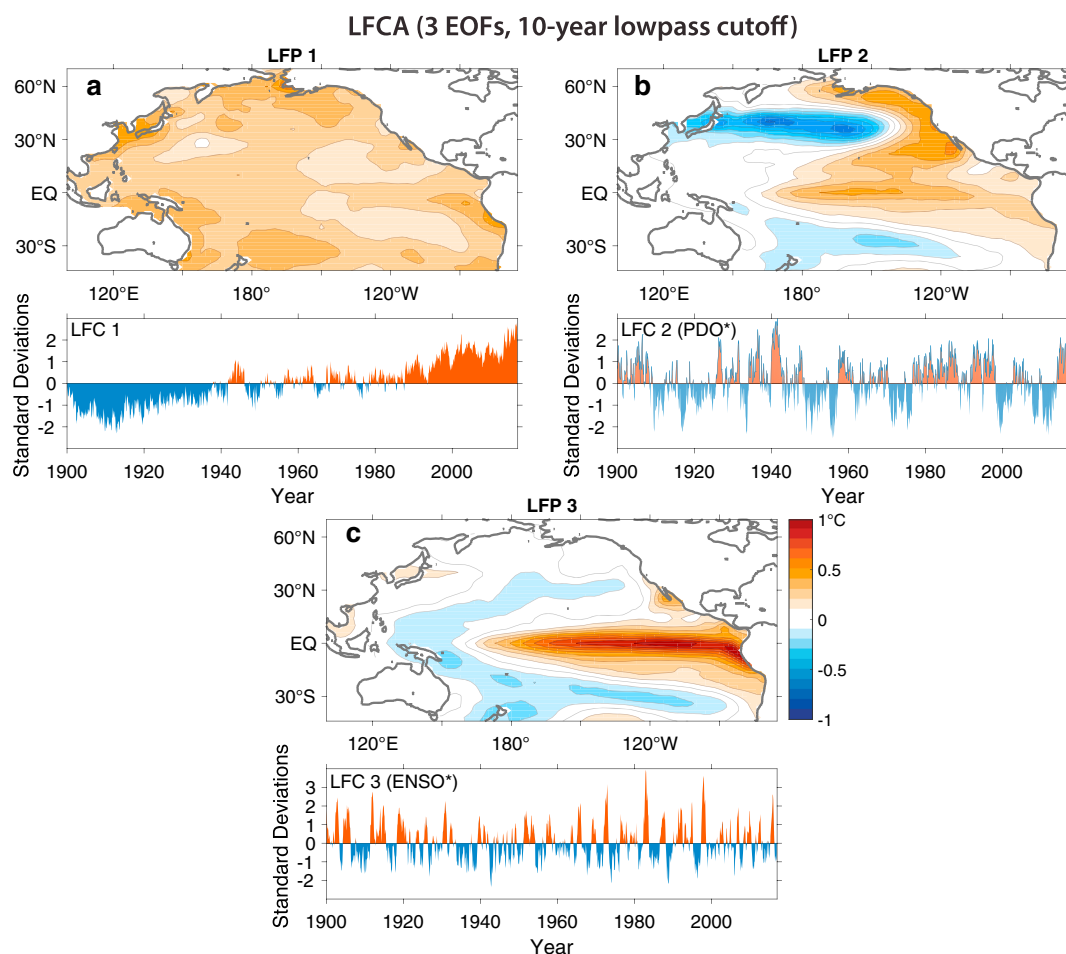 LFCA (3 EOFs, 10-year lowpass cutoff)
LFP 1
a
60°N
30°N
EQ
30°S
120°E
180°
120°W
Standard Deviations
LFC 1
2
1
0
-1
-2
1900
1920
1940
1960
1980
2000
Year
LFP 2
b
60°N
30°N
EQ
30°S
120°E
180°
120°W
Standard Deviations
LFC 2 (PDO*)
2
1
0
-1
-2
1900
1920
1940
1960
1980
2000
Year
LFP 3
c
60°N
30°N
EQ
30°S
120°E
180°
120°W
1°C
0.5
0
-0.5
-1
Standard Deviations
LFC 3 (ENSO*)
3
2
1
0
-1
-2
1900
1920
1940
1960
1980
2000
Year